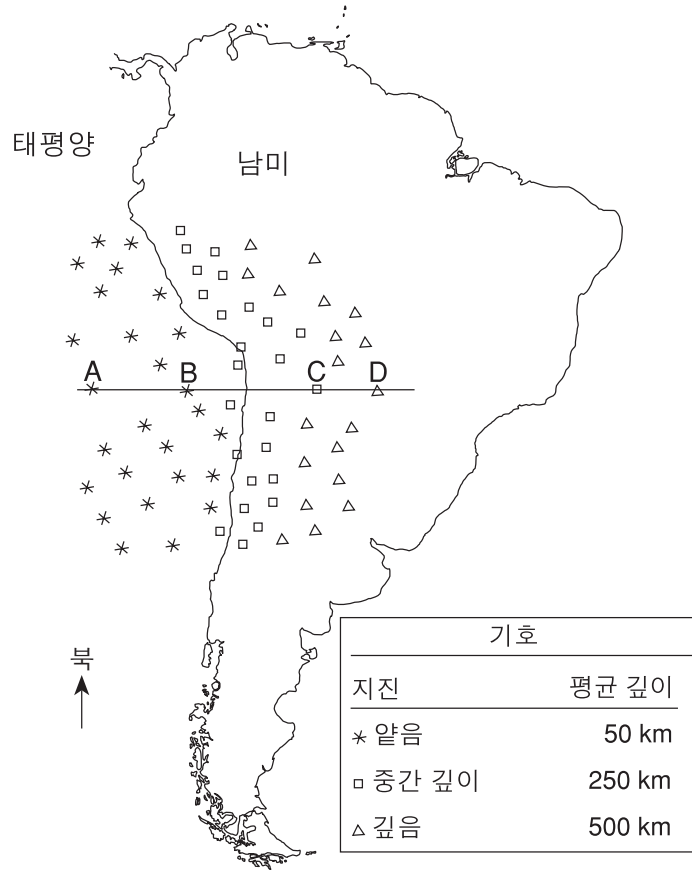 태평양
남미
A B C D
북
기호
지진 평균 깊이
얕음 50 km
중간 깊이 250 km
깊음 500 km